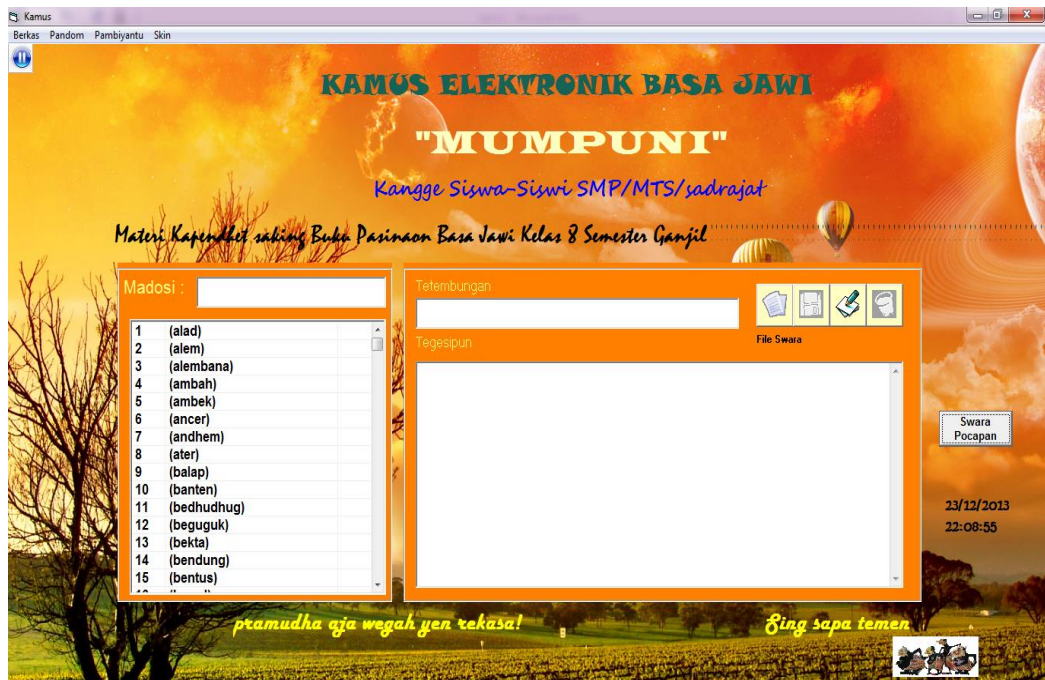 Kamus
Berkas Pandom Pambiyantu Skin
KAMUS ELEKTRONIK BASA JAWI
"MUMPUNI"
Kangge Siswa-Siswi SMP/MTS/sadrajat
Materi Kapendhet saking Buku Pasinaon Basa Jawi Kelas 8 Semester Ganjil
Madosi :
1 (alad)
2 (alem)
3 (alembana)
4 (ambah)
5 (ambek)
6 (ancer)
7 (andhem)
8 (ater)
9 (balap)
10 (banten)
11 (bedhudhug)
12 (beguguk)
13 (bekta)
14 (bendung)
15 (bentus)
Tetembungan
Tegesipun
File Swara
Swara
Pocapan
23/12/2013
22:08:55
pramudha aja wegah yen rekasa!
Sing sapa temen